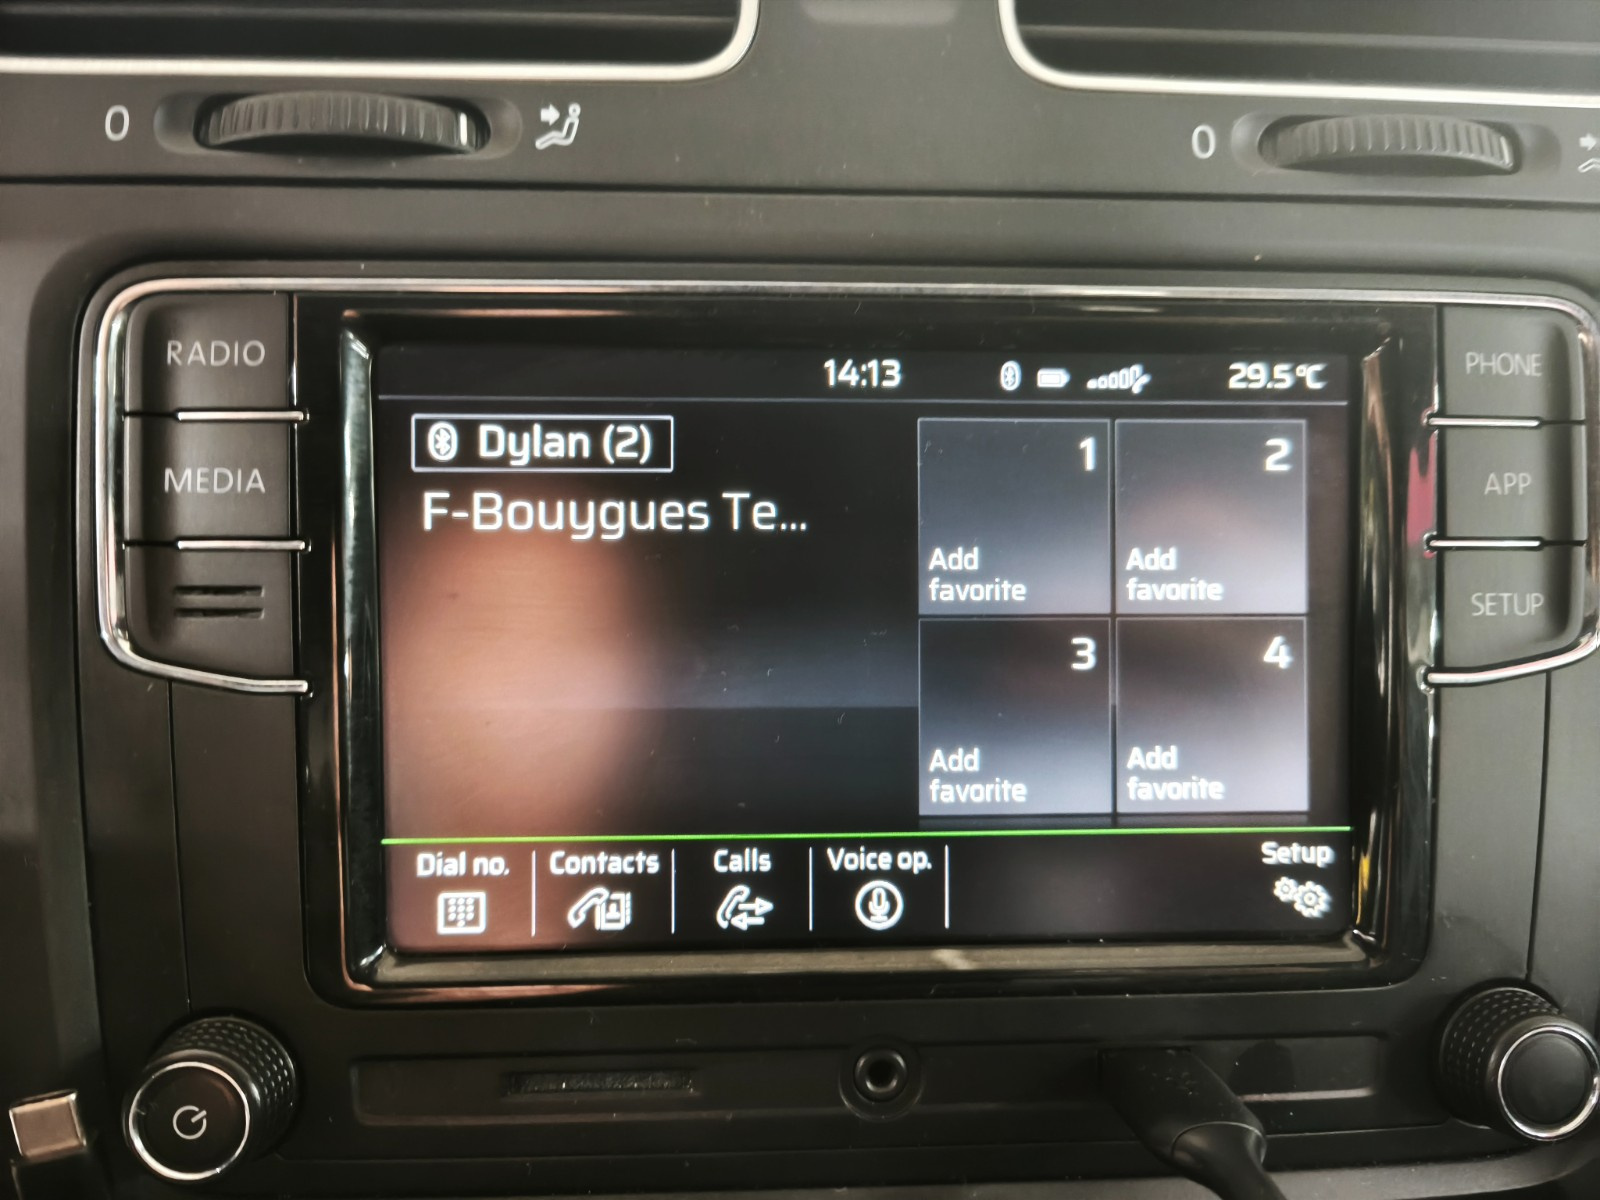 0
0
RADIO
MEDIA
PHONE
APP
SETUP
14:13
29.5°C
Dylan (2)
F-Bouygues Te...
1
Add
favorite
2
Add
favorite
3
Add
favorite
4
Add
favorite
Dial no.
Contacts
Calls
Voice op.
Setup